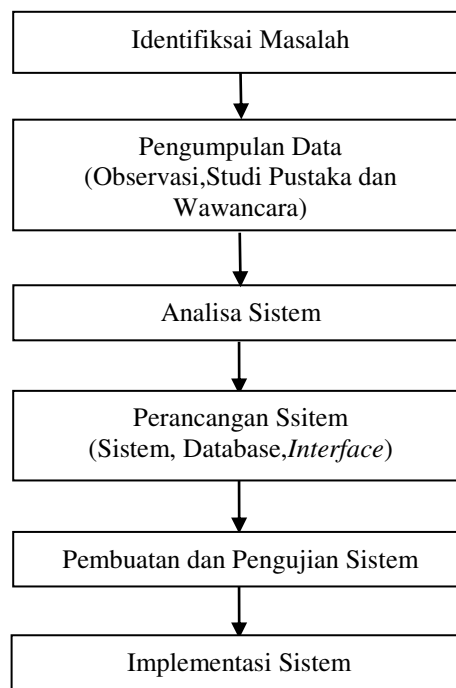 Identifiksai Masalah
Pengumpulan Data
(Observasi,Studi Pustaka dan
Wawancara)
Analisa Sistem
Perancangan Ssitem
(Sistem, Database,Interface)
Pembuatan dan Pengujian Sistem
Implementasi Sistem